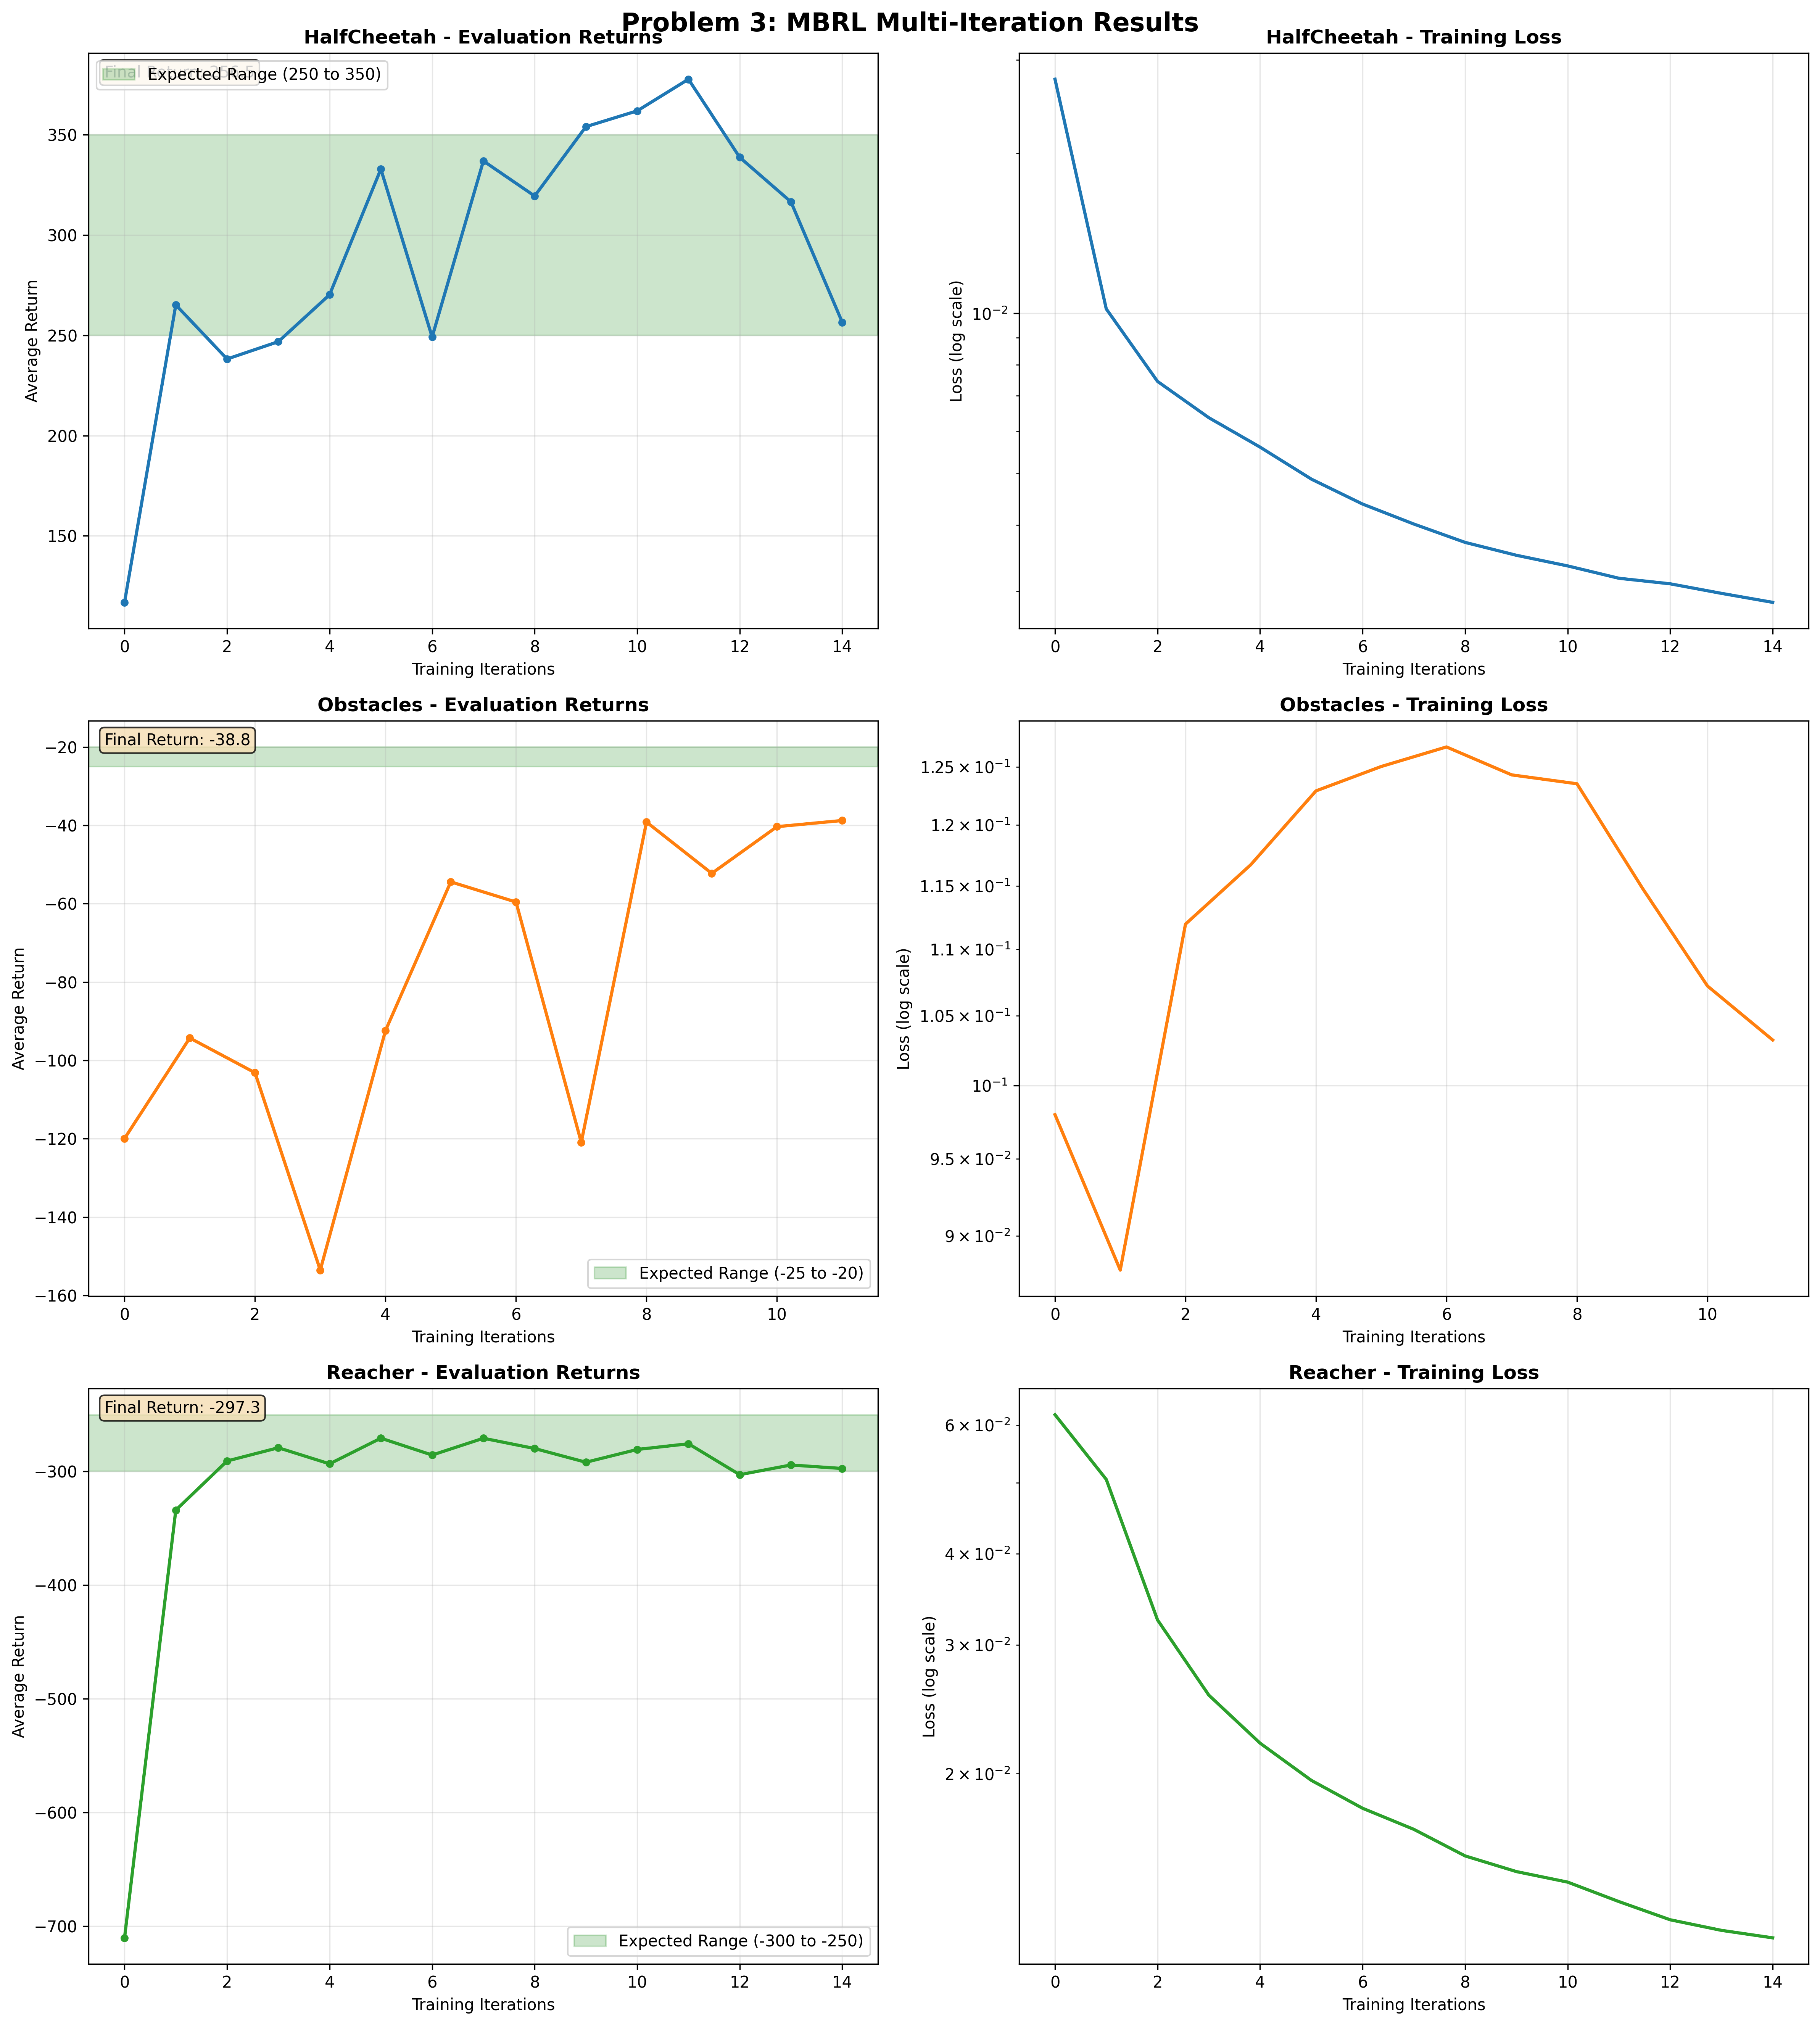 Problem 3: MBRL Multi-Iteration Results
HalfCheetah - Evaluation Returns
Expected Range (250 to 350)
350
300
250
200
150
Average Return
0 2 4 6 8 10 12 14
Training Iterations
HalfCheetah - Training Loss
10⁻²
Loss (log scale)
0 2 4 6 8 10 12 14
Training Iterations
Obstacles - Evaluation Returns
Final Return: -38.8
−20
−40
−60
−80
−100
−120
−140
−160
Average Return
Expected Range (-25 to -20)
0 2 4 6 8 10
Training Iterations
Obstacles - Training Loss
1.25 × 10⁻¹
1.2 × 10⁻¹
1.15 × 10⁻¹
1.1 × 10⁻¹
1.05 × 10⁻¹
10⁻¹
9.5 × 10⁻²
9 × 10⁻²
Loss (log scale)
0 2 4 6 8 10
Training Iterations
Reacher - Evaluation Returns
Final Return: -297.3
−300
−400
−500
−600
−700
Average Return
Expected Range (-300 to -250)
0 2 4 6 8 10 12 14
Training Iterations
Reacher - Training Loss
6 × 10⁻²
4 × 10⁻²
3 × 10⁻²
2 × 10⁻²
Loss (log scale)
0 2 4 6 8 10 12 14
Training Iterations